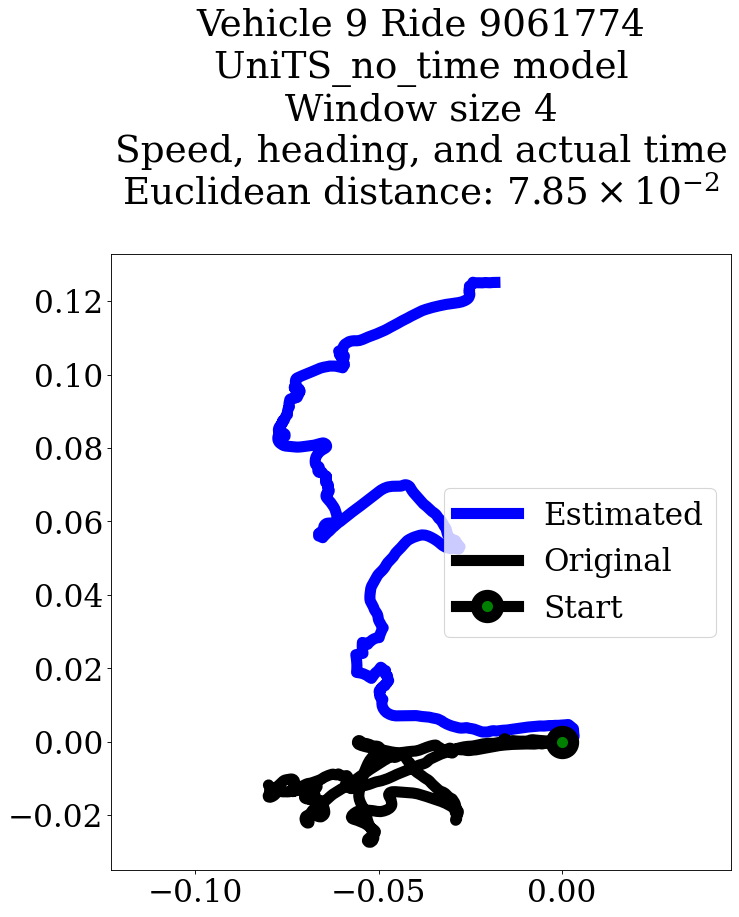 Vehicle 9 Ride 9061774
UniTS_no_time model
Window size 4
Speed, heading, and actual time
Euclidean distance: 7.85 × 10⁻²
0.12
0.10
0.08
0.06
0.04
0.02
0.00
−0.02
Estimated
Original
Start
−0.10
−0.05
0.00